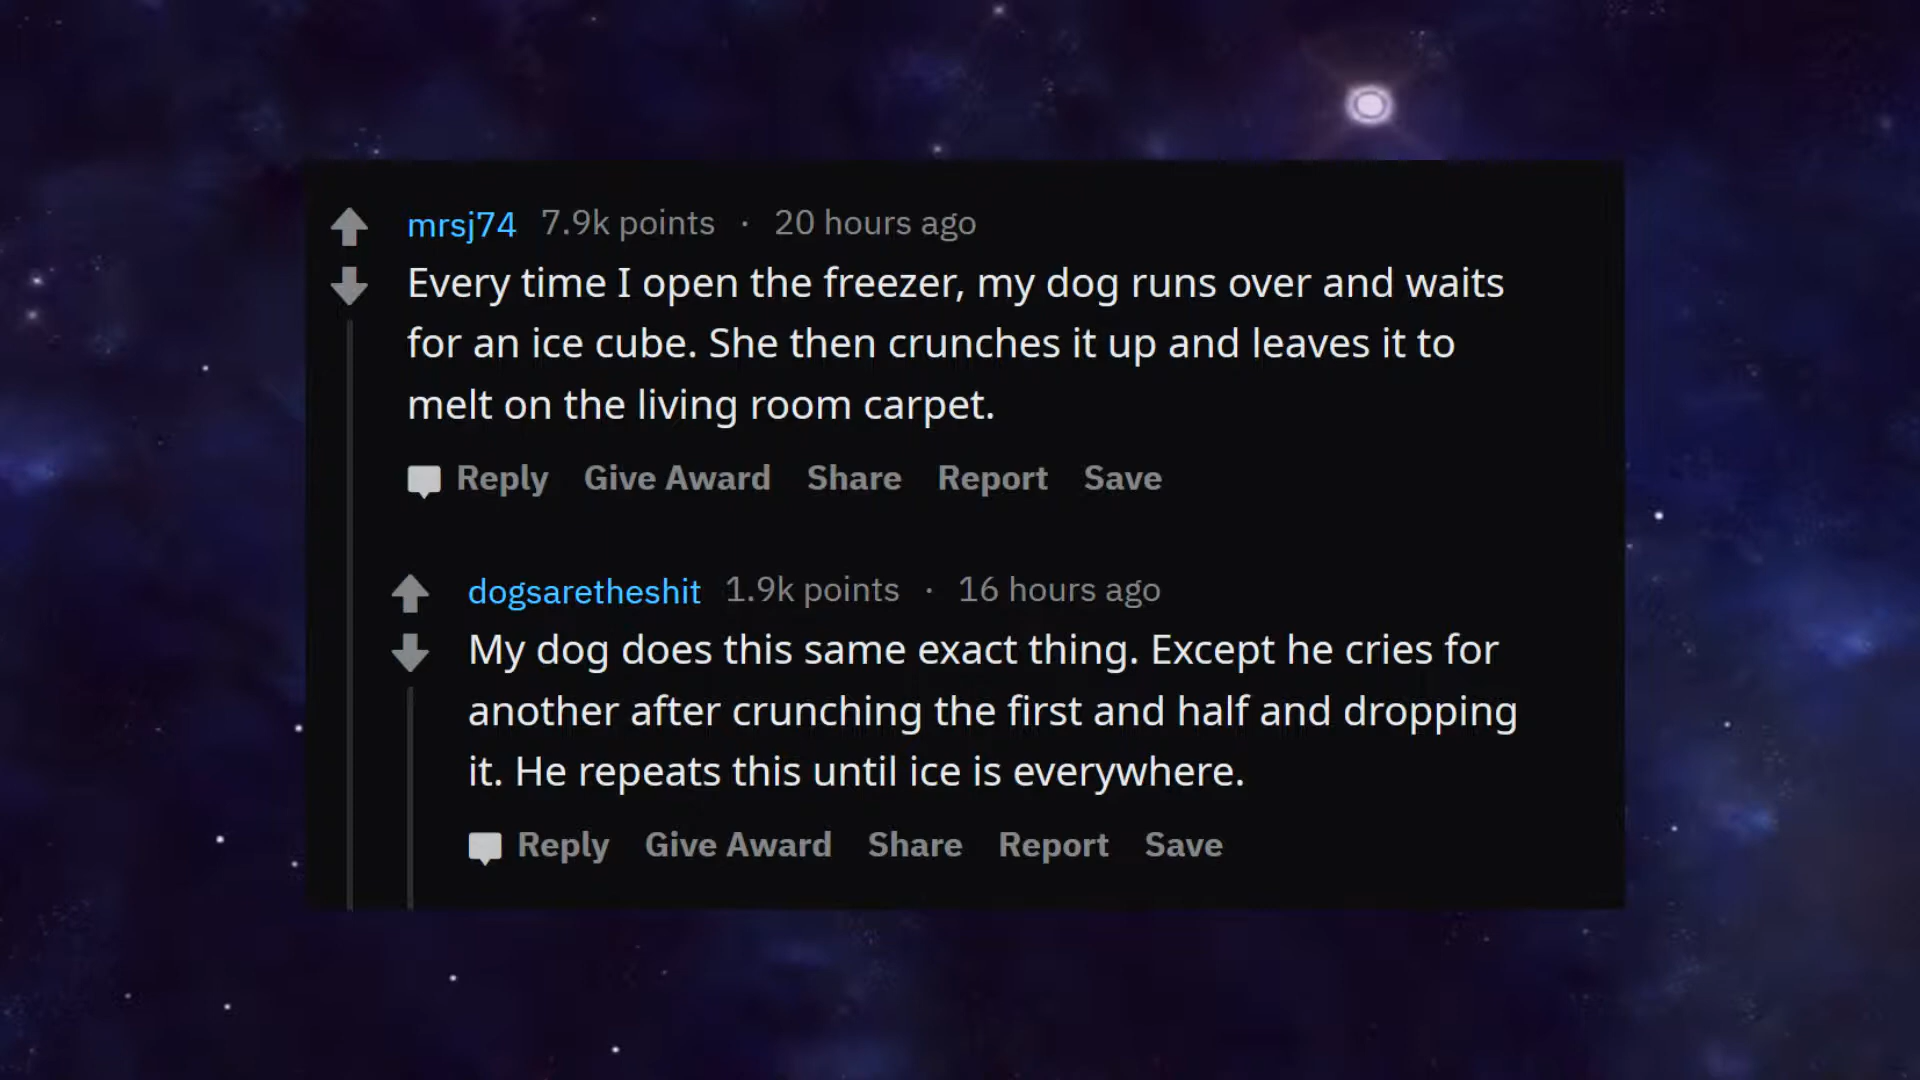 mrsj74 7.9k points · 20 hours ago
Every time I open the freezer, my dog runs over and waits
for an ice cube. She then crunches it up and leaves it to
melt on the living room carpet.
Reply Give Award Share Report Save
dogsaretheshit 1.9k points · 16 hours ago
My dog does this same exact thing. Except he cries for
another after crunching the first and half and dropping
it. He repeats this until ice is everywhere.
Reply Give Award Share Report Save